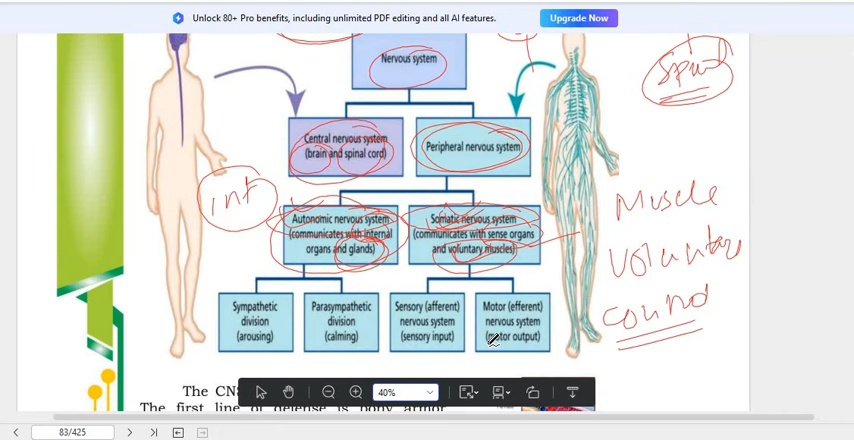 Unlock 80+ Pro benefits, including unlimited PDF editing and all AI features.
Upgrade Now
Nervous system
Central nervous system
(brain and spinal cord)
Peripheral nervous system
int
Autonomic nervous system
(communicates with internal
organs and glands)
Somatic nervous system
(communicates with sense organs
and voluntary muscles)
Muscle
Sympathetic
division
(arousing)
Parasympathetic
division
(calming)
Sensory (afferent)
nervous system
(sensory input)
Motor (efferent)
nervous system
(motor output)
The CNS
40%
The first line of defense is bony armor
83/425